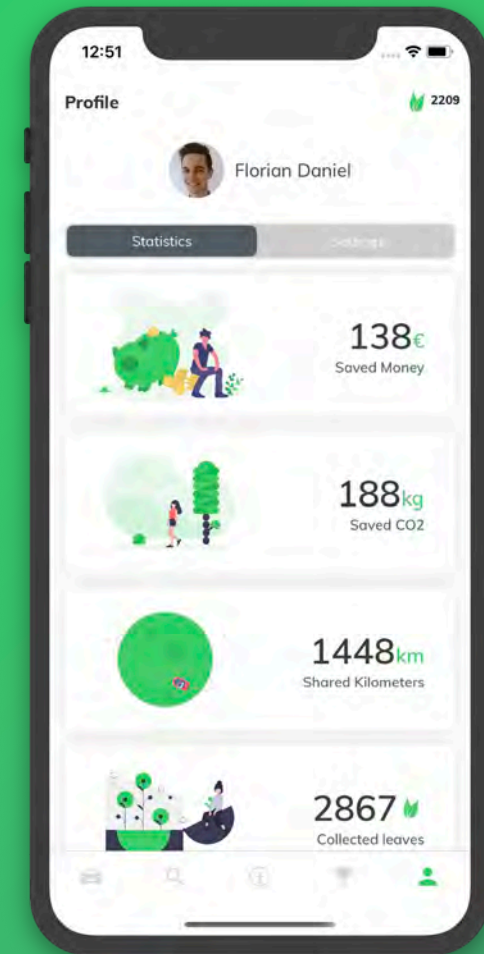 12:51
Profile
2209
Florian Daniel
Statistics
Settings
138€
Saved Money
188kg
Saved CO2
1448km
Shared Kilometers
2867
Collected leaves